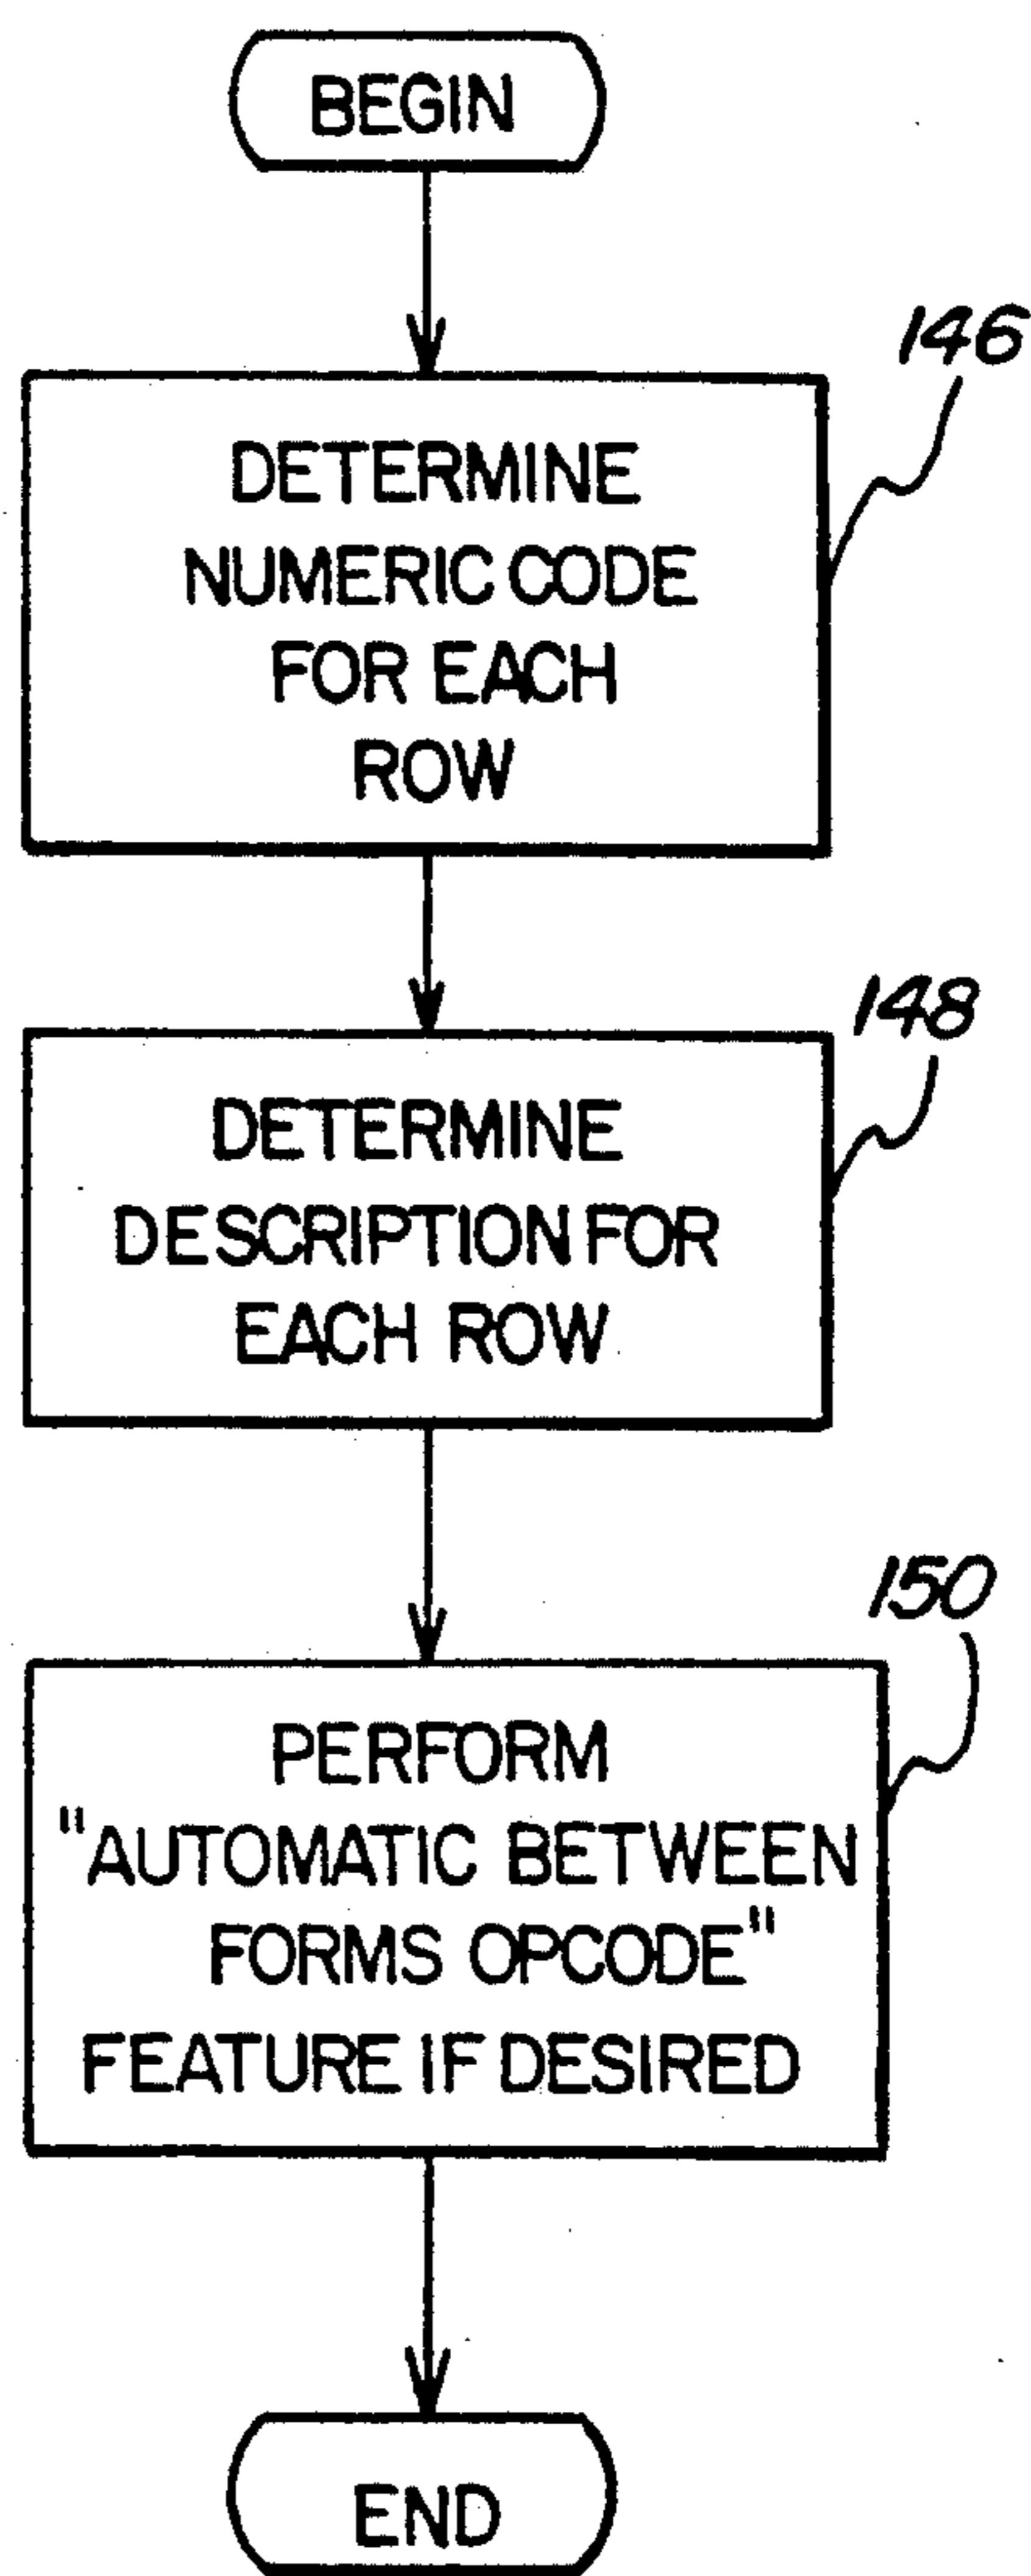 BEGIN
146
DETERMINE
NUMERIC CODE
FOR EACH
ROW
148
DETERMINE
DESCRIPTION FOR
EACH ROW
150
PERFORM
"AUTOMATIC BETWEEN
FORMS OPCODE"
FEATURE IF DESIRED
END